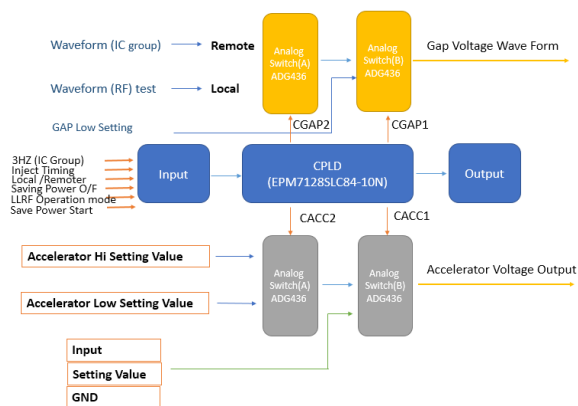 Waveform (IC group)
Remote
Analog
Switch(A)
ADG436
Analog
Switch(B)
ADG436
Gap Voltage Wave Form
Waveform (RF) test
Local
GAP Low Setting
CGAP2
CGAP1
3HZ (IC Group)
Inject Timing
Local /Remoter
Saving Power O/F
LLRF Operation mode
Save Power Start
Input
CPLD
(EPM7128SLC84-10N)
Output
CACC2
CACC1
Accelerator Hi Setting Value
Accelerator Low Setting Value
Analog
Switch(A)
ADG436
Analog
Switch(B)
ADG436
Accelerator Voltage Output
Input
Setting Value
GND